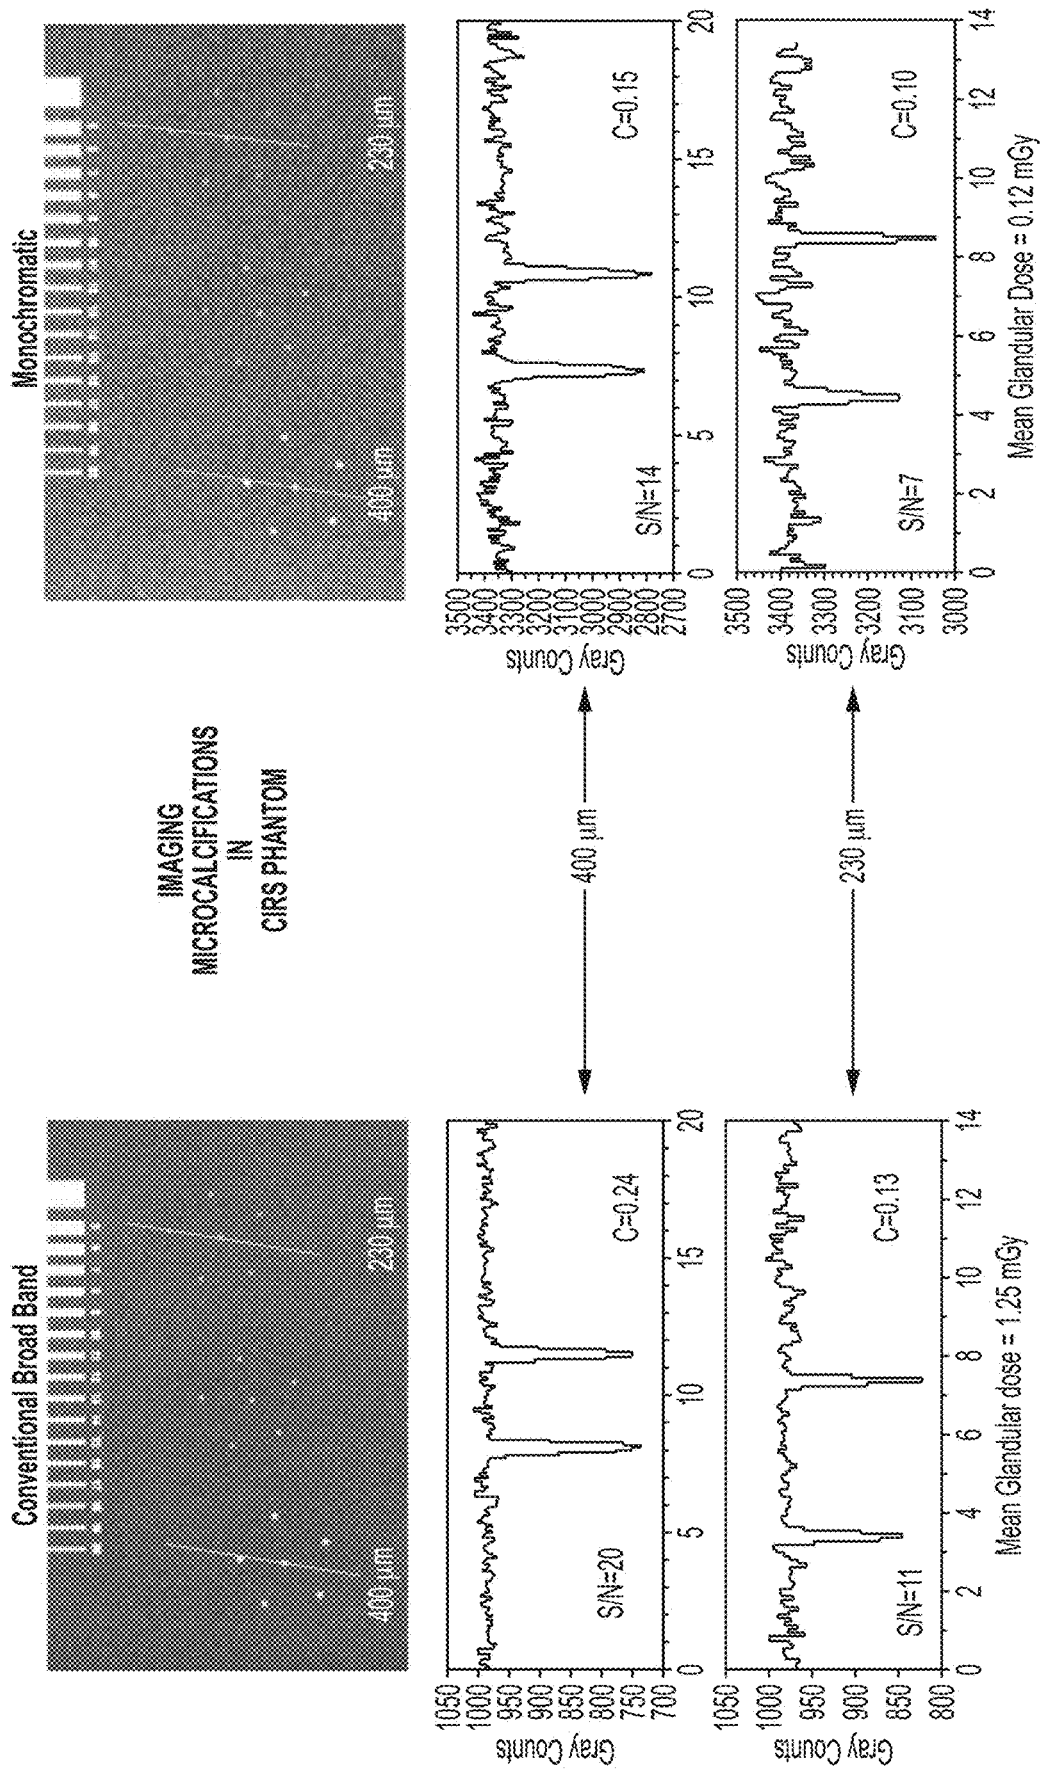 Conventional Broad Band
400 µm
230 µm
IMAGING
MICROCALCIFICATIONS
IN
CIRS PHANTOM
Monochromatic
400 µm
230 µm
Gray Counts
1050
1000
950
900
850
800
750
700
S/N=20
C=0.24
0 5 10 15 20
400 µm
Gray Counts
3500
3400
3300
3200
3100
3000
2900
2800
2700
S/N=14
C=0.15
0 5 10 15 20
Gray Counts
1050
1000
950
900
850
800
S/N=11
C=0.13
0 2 4 6 8 10 12 14
Mean Glandular dose = 1.25 mGy
230 µm
Gray Counts
3500
3400
3300
3200
3100
3000
S/N=7
C=0.10
0 2 4 6 8 10 12 14
Mean Glandular Dose = 0.12 mGy